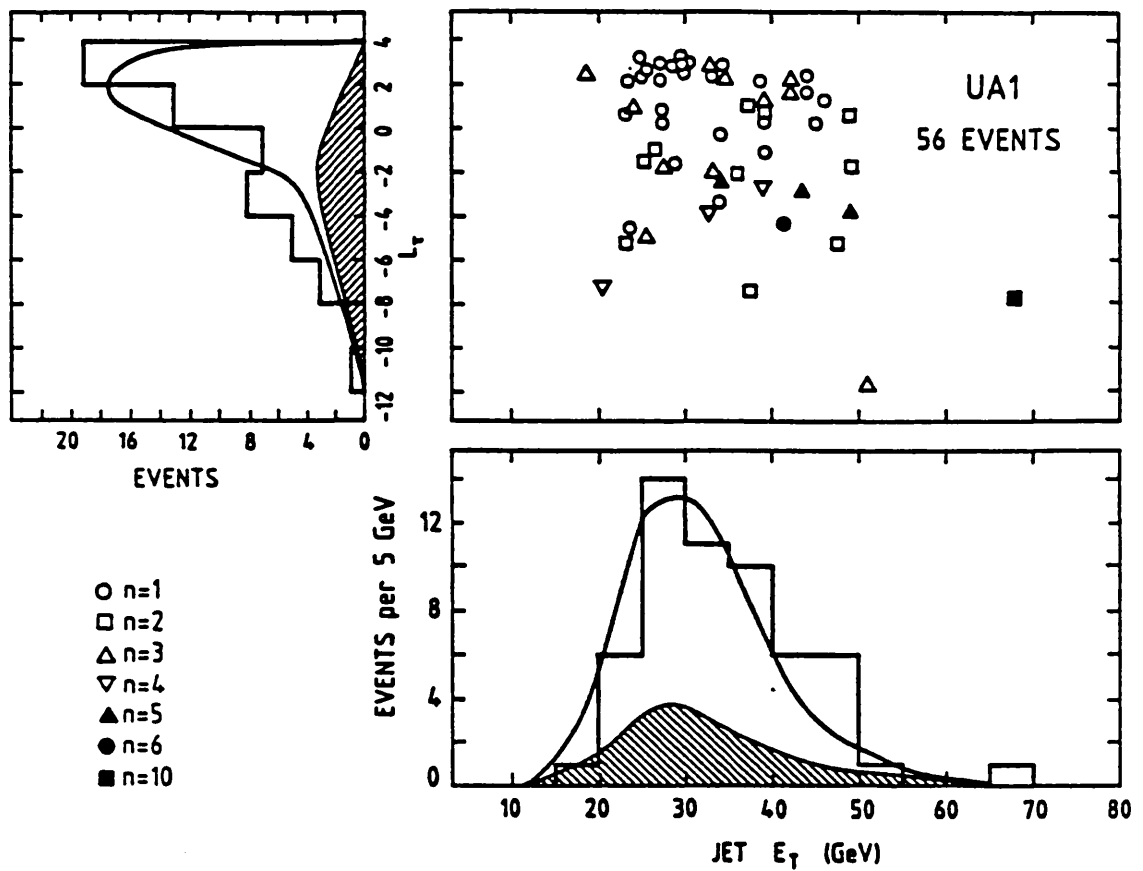 4
2
0
-2
-4
-6
-8
-10
-12
L_τ
20 16 12 8 4 0
EVENTS
UA1
56 EVENTS
n=1
n=2
n=3
n=4
n=5
n=6
n=10
12
8
4
0
EVENTS per 5 GeV
10 20 30 40 50 60 70 80
JET E_T (GeV)